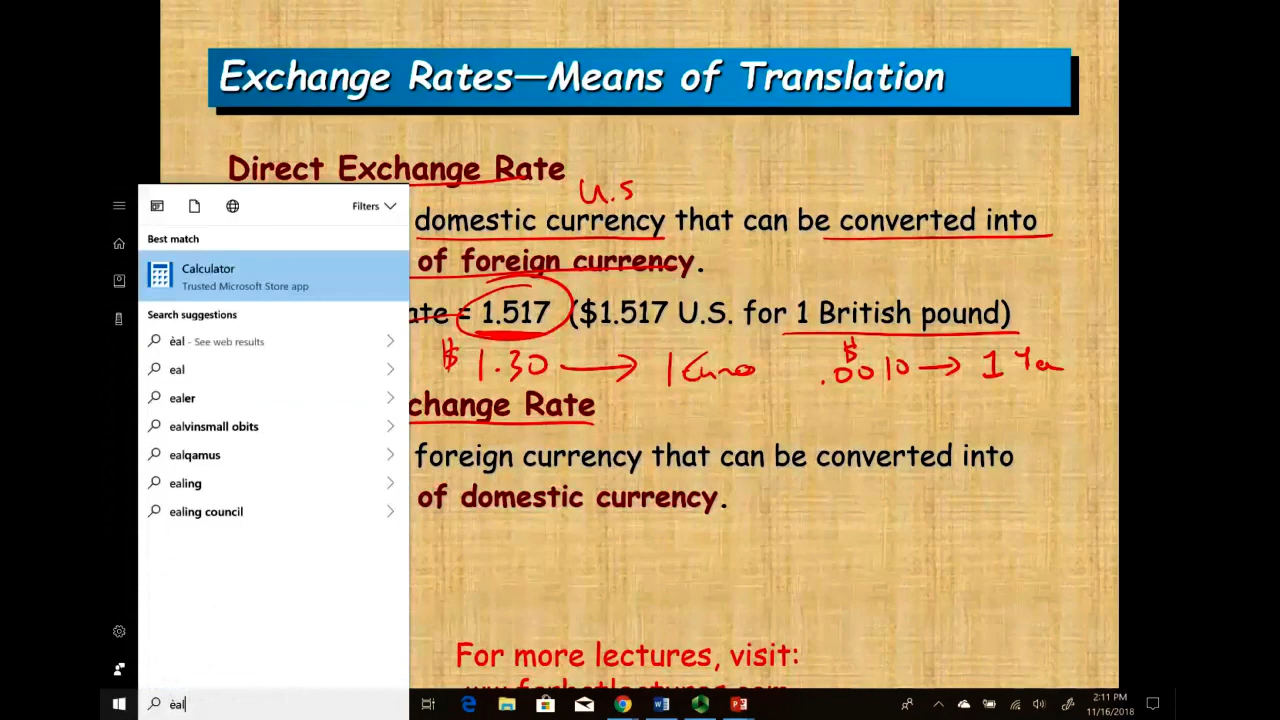 Exchange Rates—Means of Translation
Direct Exchange Rate
U.S
domestic currency that can be converted into
of foreign currency.
ate = 1.517 ($1.517 U.S. for 1 British pound)
$1.30 → 1 Euro $.0010 → 1 Yen
change Rate
foreign currency that can be converted into
of domestic currency.
For more lectures, visit:
Filters
Best match
Calculator
Trusted Microsoft Store app
Search suggestions
èal - See web results
eal
ealer
ealvinsmall obits
ealqamus
ealing
ealing council
èal
2:11 PM
11/16/2018